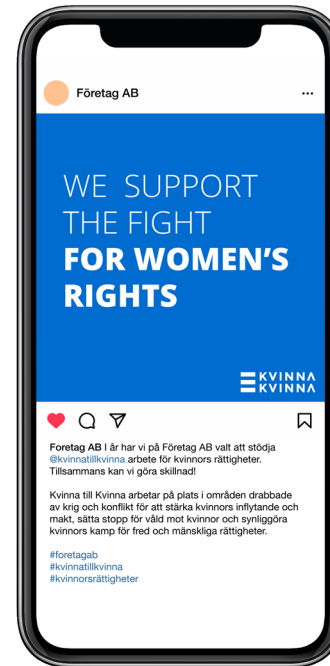 Företag AB
WE SUPPORT
THE FIGHT
FOR WOMEN'S
RIGHTS
KVINNA
KVINNA
Företag AB I år har vi på Företag AB valt att stödja
@kvinnatillkvinna arbete för kvinnors rättigheter.
Tillsammans kan vi göra skillnad!
Kvinna till Kvinna arbetar på plats i områden drabbade
av krig och konflikt för att stärka kvinnors inflytande och
makt, sätta stopp för våld mot kvinnor och synliggöra
kvinnors kamp för fred och mänskliga rättigheter.
#foretagab
#kvinnatillkvinna
#kvinnorsrättigheter